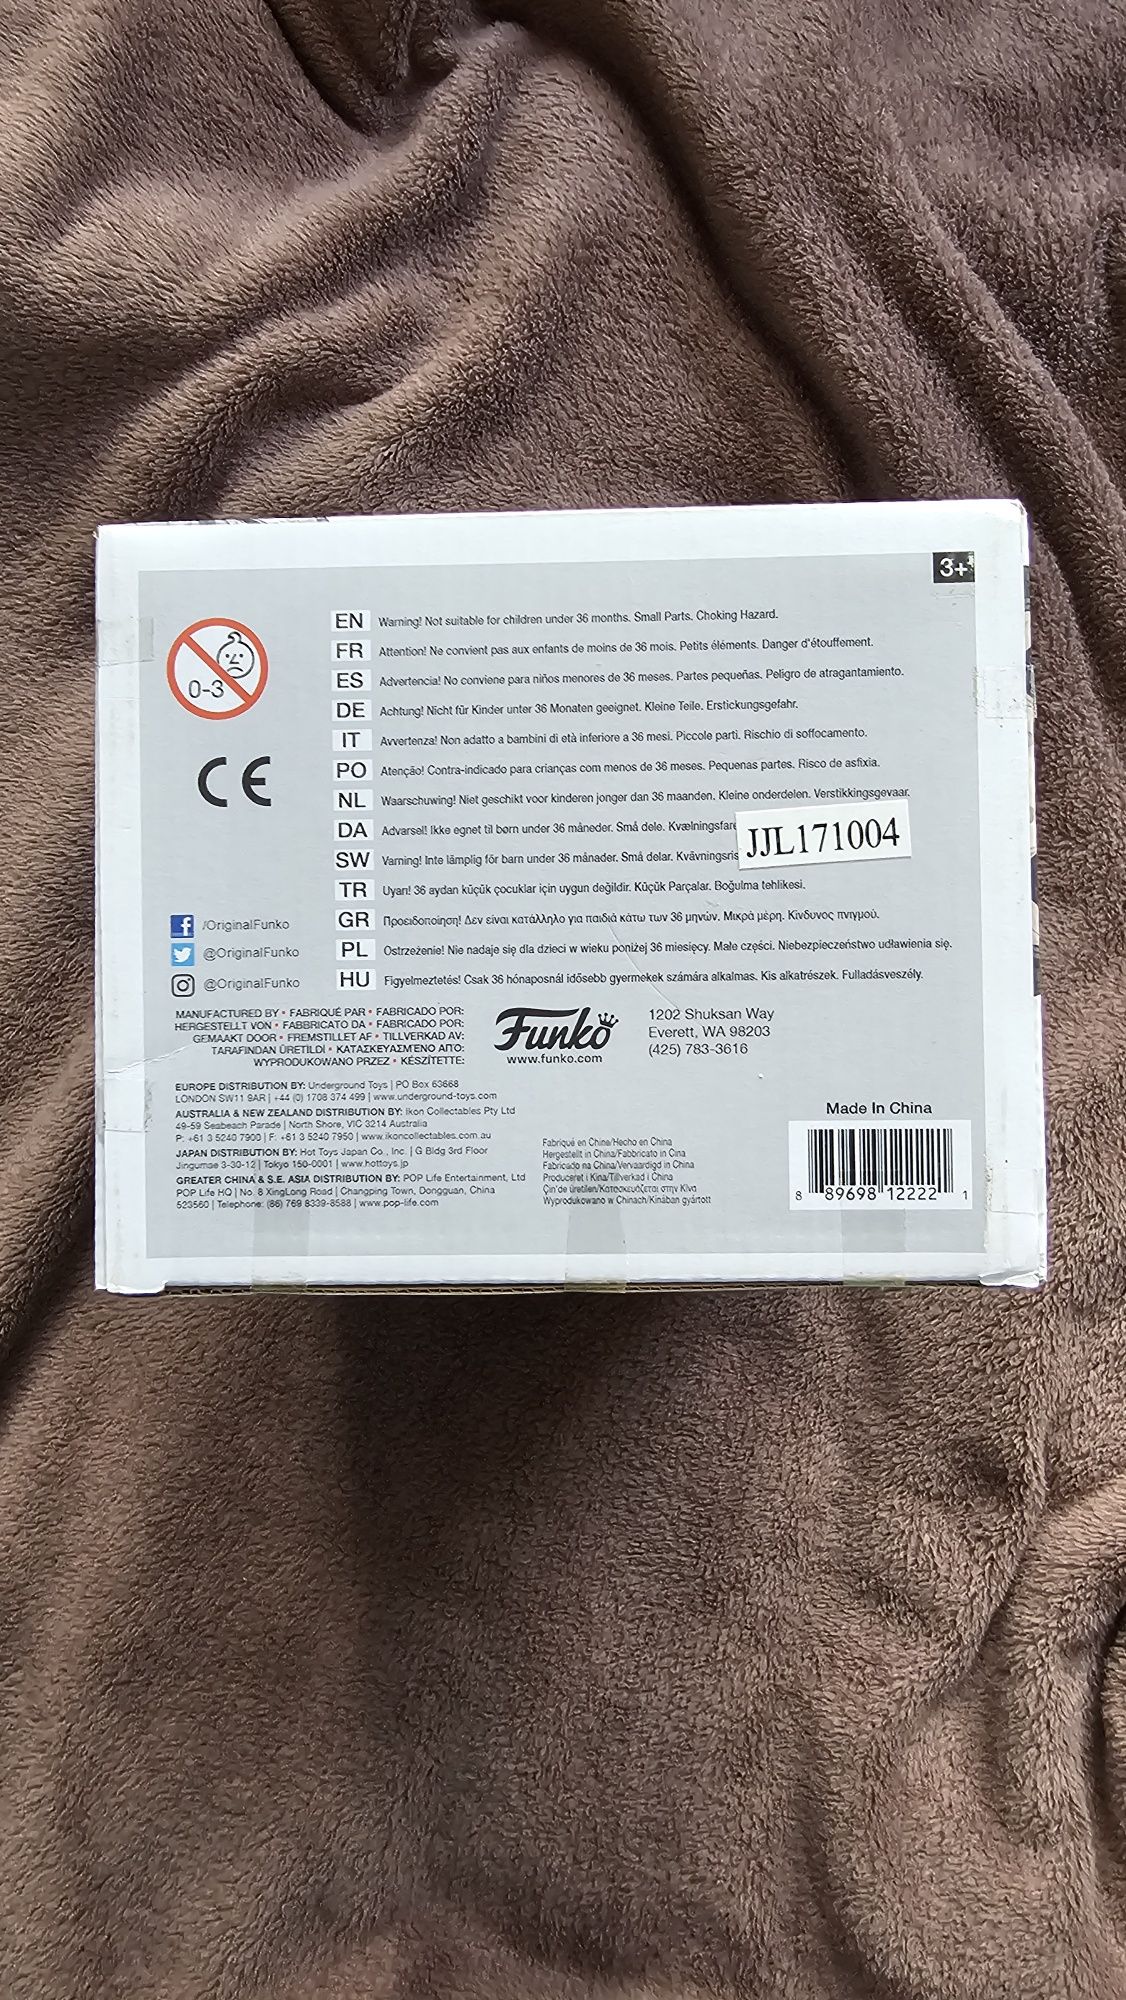 3+
0-3
CE
EN Warning! Not suitable for children under 36 months. Small Parts. Choking Hazard.
FR Attention! Ne convient pas aux enfants de moins de 36 mois. Petits éléments. Danger d'étouffement.
ES Advertencia! No conviene para niños menores de 36 meses. Partes pequeñas. Peligro de atragantamiento.
DE Achtung! Nicht für Kinder unter 36 Monaten geeignet. Kleine Teile. Erstickungsgefahr.
IT Avvertenza! Non adatto a bambini di età inferiore a 36 mesi. Piccole parti. Rischio di soffocamento.
PO Atenção! Contra-indicado para crianças com menos de 36 meses. Pequenas partes. Risco de asfixia.
NL Waarschuwing! Niet geschikt voor kinderen jonger dan 36 maanden. Kleine onderdelen. Verstikkingsgevaar.
DA Advarsel! Ikke egnet til børn under 36 måneder. Små dele. Kvælningsfare
SW Varning! Inte lämplig för barn under 36 månader. Små delar. Kvävningsris
JJL171004
TR Uyarı! 36 aydan küçük çocuklar için uygun değildir. Küçük Parçalar. Boğulma tehlikesi.
GR Προειδοποίηση! Δεν είναι κατάλληλο για παιδιά κάτω των 36 μηνών. Μικρά μέρη. Κίνδυνος πνιγμού.
PL Ostrzeżenie! Nie nadaje się dla dzieci w wieku poniżej 36 miesięcy. Małe części. Niebezpieczeństwo udławienia się.
HU Figyelmeztetés! Csak 36 hónaposnál idősebb gyermekek számára alkalmas. Kis alkatrészek. Fulladásveszély.
/OriginalFunko
@OriginalFunko
@OriginalFunko
MANUFACTURED BY • FABRIQUÉ PAR • FABRICADO POR:
HERGESTELLT VON • FABBRICATO DA • FABRICADO POR:
GEMAAKT DOOR • FREMSTILLET AF • TILLVERKAD AV:
TARAFINDAN ÜRETİLDİ • ΚΑΤΑΣΚΕΥΑΣΜΈΝΟ ΑΠΌ:
WYPRODUKOWANO PRZEZ • KÉSZÍTETTE:
Funko
www.funko.com
1202 Shuksan Way
Everett, WA 98203
(425) 783-3616
EUROPE DISTRIBUTION BY: Underground Toys | PO Box 63668
LONDON SW11 9AR | +44 (0) 1708 374 499 | www.underground-toys.com
AUSTRALIA & NEW ZEALAND DISTRIBUTION BY: Ikon Collectables Pty Ltd
49-59 Seabeach Parade | North Shore, VIC 3214 Australia
P: +61 3 5240 7900 | F: +61 3 5240 7950 | www.ikoncollectables.com.au
JAPAN DISTRIBUTION BY: Hot Toys Japan Co., Inc. | G Bldg 3rd Floor
Jingumae 3-30-12 | Tokyo 150-0001 | www.hottoys.jp
GREATER CHINA & S.E. ASIA DISTRIBUTION BY: POP Life Entertainment, Ltd
POP Life HQ | No. 8 XingLong Road | Changping Town, Dongguan, China
523560 | Telephone: (86) 769 8339-8588 | www.pop-life.com
Fabriqué en Chine/Hecho en China
Hergestellt in China/Fabbricato in Cina
Fabricado na China/Vervaardigd in China
Produceret i Kina/Tillverkad i China
Çin'de üretilen/Κατασκευάζεται στην Κίνα
Wyprodukowano w Chinach/Kínában gyártott
Made In China
8 89698 12222 1